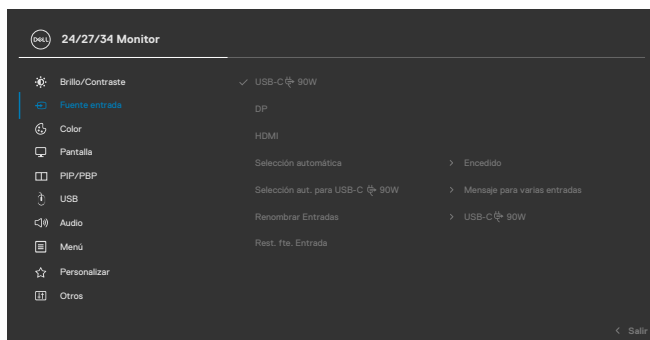 DELL 24/27/34 Monitor
Brillo/Contraste
Fuente entrada
Color
Pantalla
PIP/PBP
USB
Audio
Menú
Personalizar
Otros
USB-C 90W
DP
HDMI
Selección automática > Encedido
Selección aut. para USB-C 90W > Mensaje para varias entradas
Renombrar Entradas > USB-C 90W
Rest. fte. Entrada
< Salir